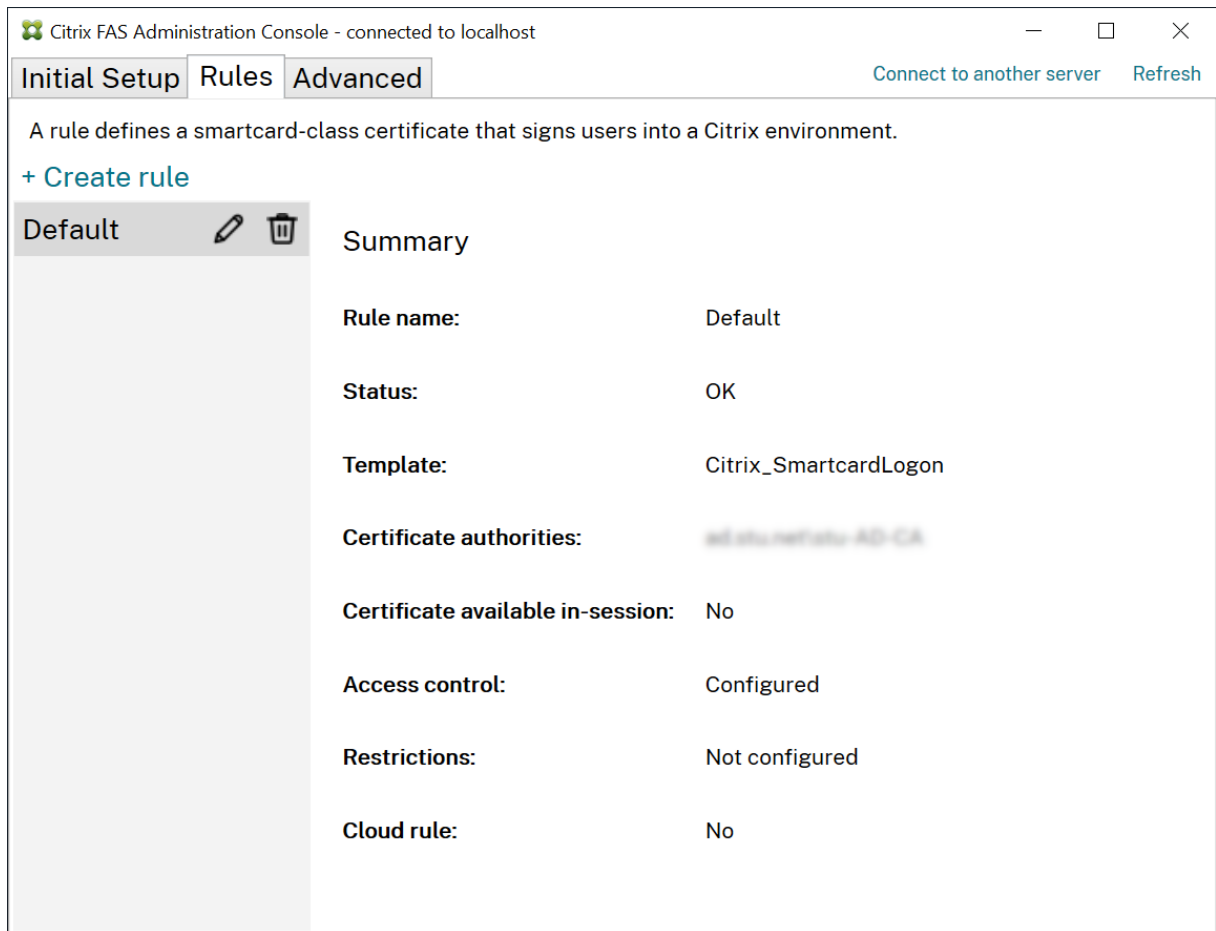 Citrix FAS Administration Console - connected to localhost
Initial Setup Rules Advanced Connect to another server Refresh
A rule defines a smartcard-class certificate that signs users into a Citrix environment.
+ Create rule
Default
Summary
Rule name: Default
Status: OK
Template: Citrix_SmartcardLogon
Certificate authorities:
Certificate available in-session: No
Access control: Configured
Restrictions: Not configured
Cloud rule: No